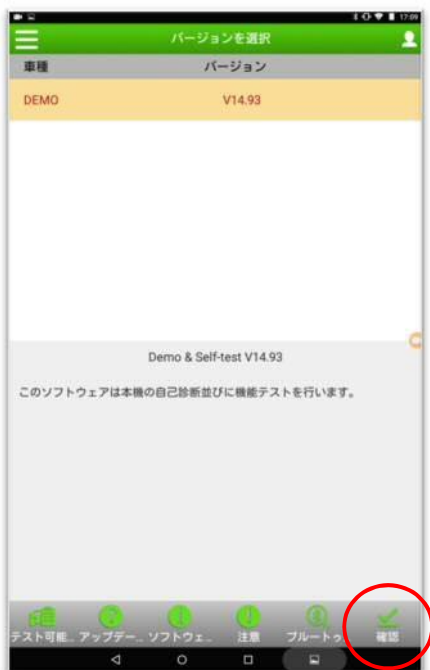 17:09
バージョンを選択
車種 バージョン
DEMO V14.93
Demo & Self-test V14.93
このソフトウェアは本機の自己診断並びに機能テストを行います。
テスト可能... アップデー... ソフトウェ... 注意 ブルートゥ 確認